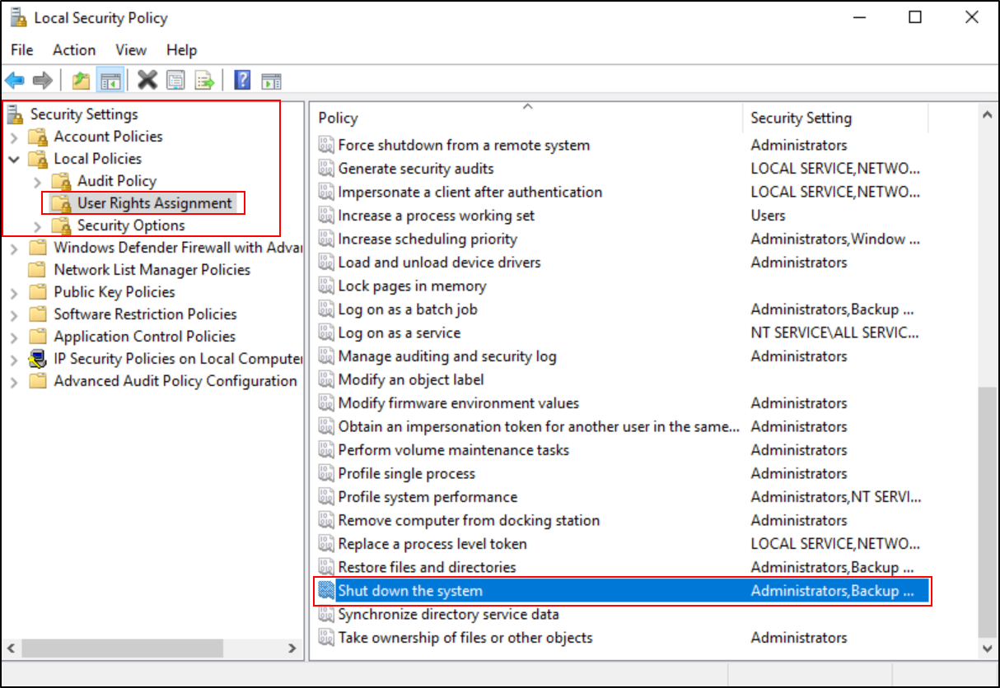 Local Security Policy
File Action View Help
Security Settings
Account Policies
Local Policies
Audit Policy
User Rights Assignment
Security Options
Windows Defender Firewall with Advan
Network List Manager Policies
Public Key Policies
Software Restriction Policies
Application Control Policies
IP Security Policies on Local Computer
Advanced Audit Policy Configuration
Policy Security Setting
Force shutdown from a remote system Administrators
Generate security audits LOCAL SERVICE,NETWO...
Impersonate a client after authentication LOCAL SERVICE,NETWO...
Increase a process working set Users
Increase scheduling priority Administrators,Window ...
Load and unload device drivers Administrators
Lock pages in memory
Log on as a batch job Administrators,Backup ...
Log on as a service NT SERVICE\ALL SERVIC...
Manage auditing and security log Administrators
Modify an object label
Modify firmware environment values Administrators
Obtain an impersonation token for another user in the same... Administrators
Perform volume maintenance tasks Administrators
Profile single process Administrators
Profile system performance Administrators,NT SERVI...
Remove computer from docking station Administrators
Replace a process level token LOCAL SERVICE,NETWO...
Restore files and directories Administrators,Backup ...
Shut down the system Administrators,Backup ...
Synchronize directory service data
Take ownership of files or other objects Administrators